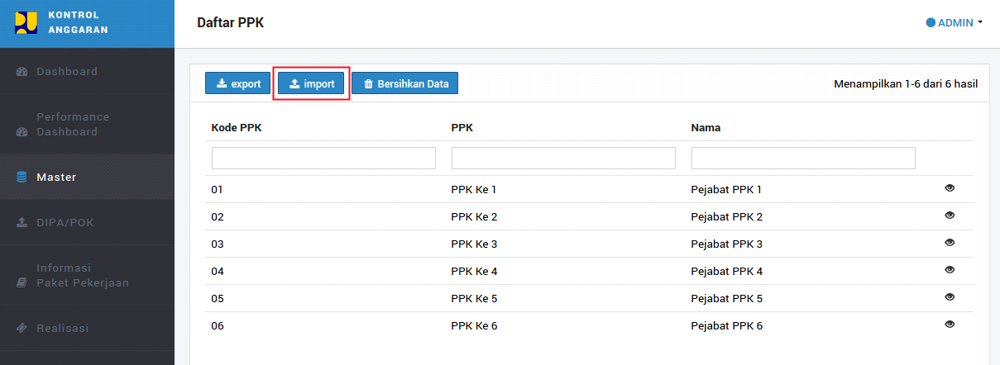 KONTROL
ANGGARAN
Daftar PPK
ADMIN
Dashboard
Performance
Dashboard
Master
DIPA/POK
Informasi
Paket Pekerjaan
Realisasi
export import Bersihkan Data Menampilkan 1-6 dari 6 hasil
Kode PPK PPK Nama
01 PPK Ke 1 Pejabat PPK 1
02 PPK Ke 2 Pejabat PPK 2
03 PPK Ke 3 Pejabat PPK 3
04 PPK Ke 4 Pejabat PPK 4
05 PPK Ke 5 Pejabat PPK 5
06 PPK Ke 6 Pejabat PPK 6